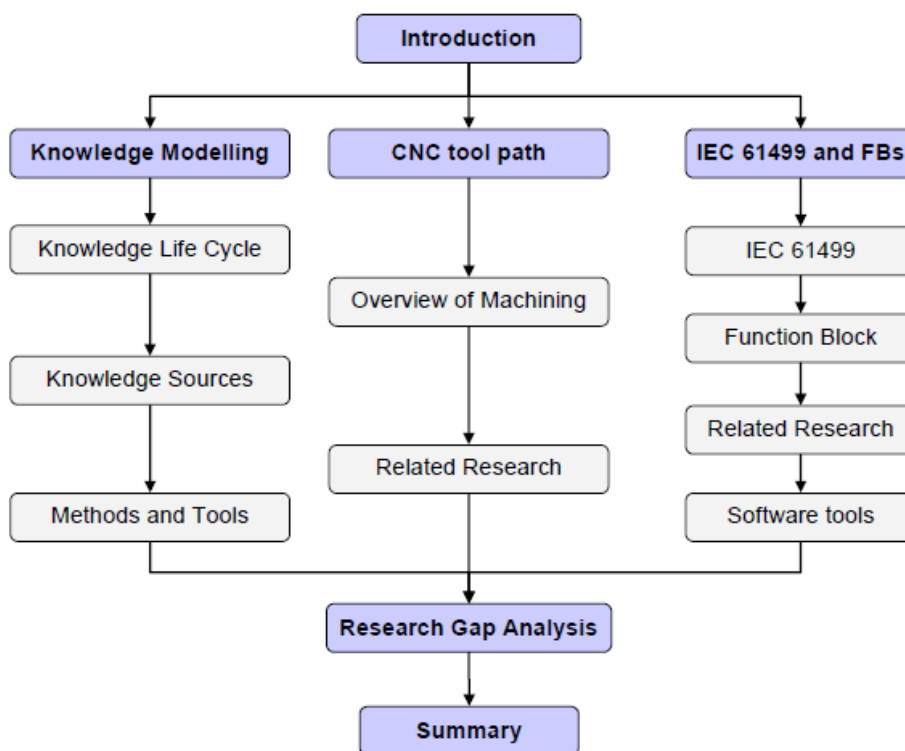 Introduction
Knowledge Modelling
CNC tool path
IEC 61499 and FBs
Knowledge Life Cycle
IEC 61499
Overview of Machining
Function Block
Knowledge Sources
Related Research
Related Research
Methods and Tools
Software tools
Research Gap Analysis
Summary